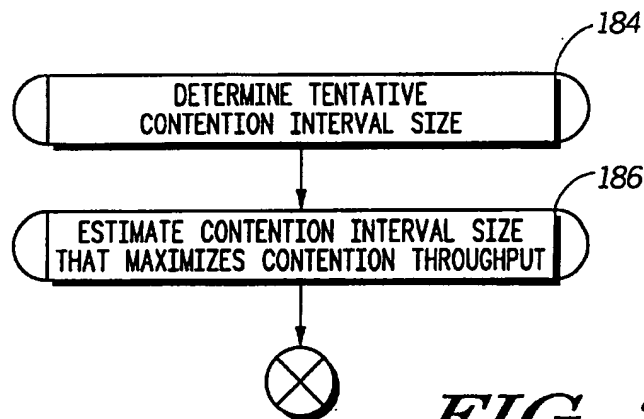 184
DETERMINE TENTATIVE
CONTENTION INTERVAL SIZE
186
ESTIMATE CONTENTION INTERVAL SIZE
THAT MAXIMIZES CONTENTION THROUGHPUT
FIG.